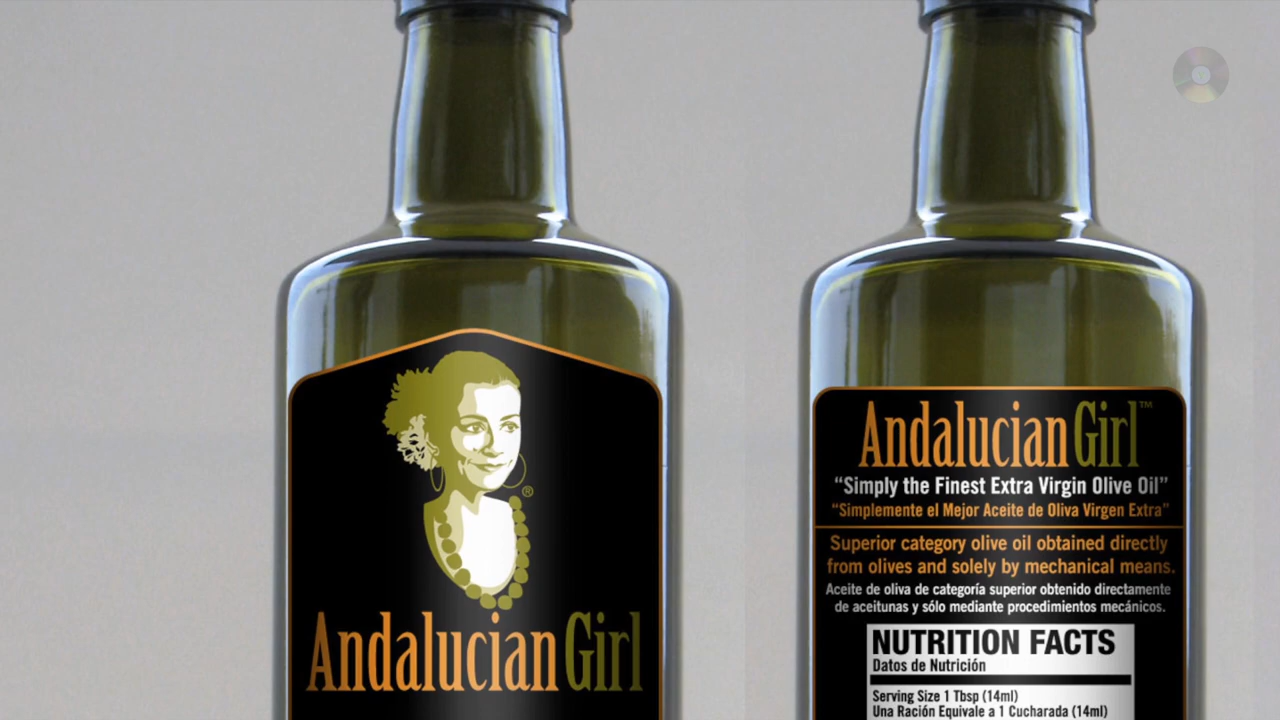 ®
Andalucian Girl
Andalucian Girl™
“Simply the Finest Extra Virgin Olive Oil”
“Simplemente el Mejor Aceite de Oliva Virgen Extra”
Superior category olive oil obtained directly
from olives and solely by mechanical means.
Aceite de oliva de categoría superior obtenido directamente
de aceitunas y sólo mediante procedimientos mecánicos.
NUTRITION FACTS
Datos de Nutrición
Serving Size 1 Tbsp (14ml)
Una Ración Equivale a 1 Cucharada (14ml)